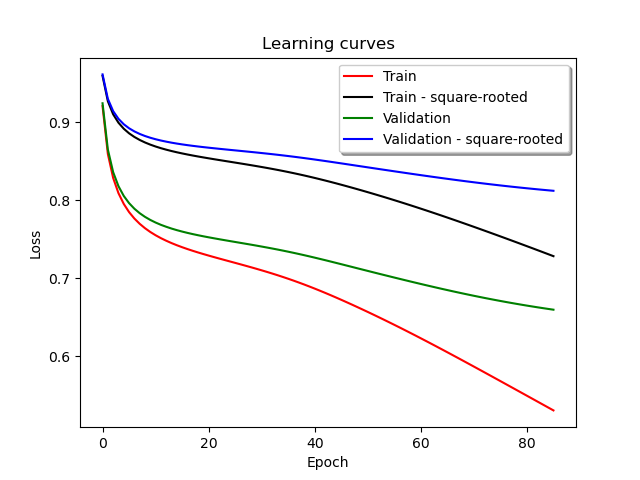 Learning curves
Train
Train - square-rooted
Validation
Validation - square-rooted
0.9
0.8
0.7
0.6
Loss
0 20 40 60 80
Epoch